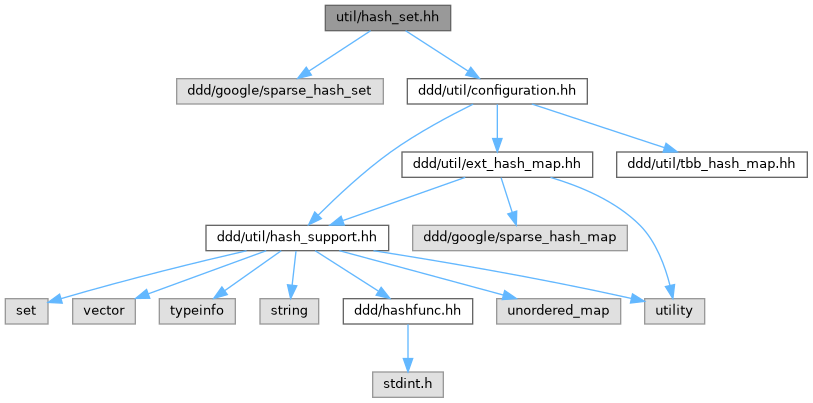 util/hash_set.hh
ddd/google/sparse_hash_set
ddd/util/configuration.hh
ddd/util/ext_hash_map.hh
ddd/util/tbb_hash_map.hh
ddd/util/hash_support.hh
ddd/google/sparse_hash_map
set
vector
typeinfo
string
ddd/hashfunc.hh
unordered_map
utility
stdint.h